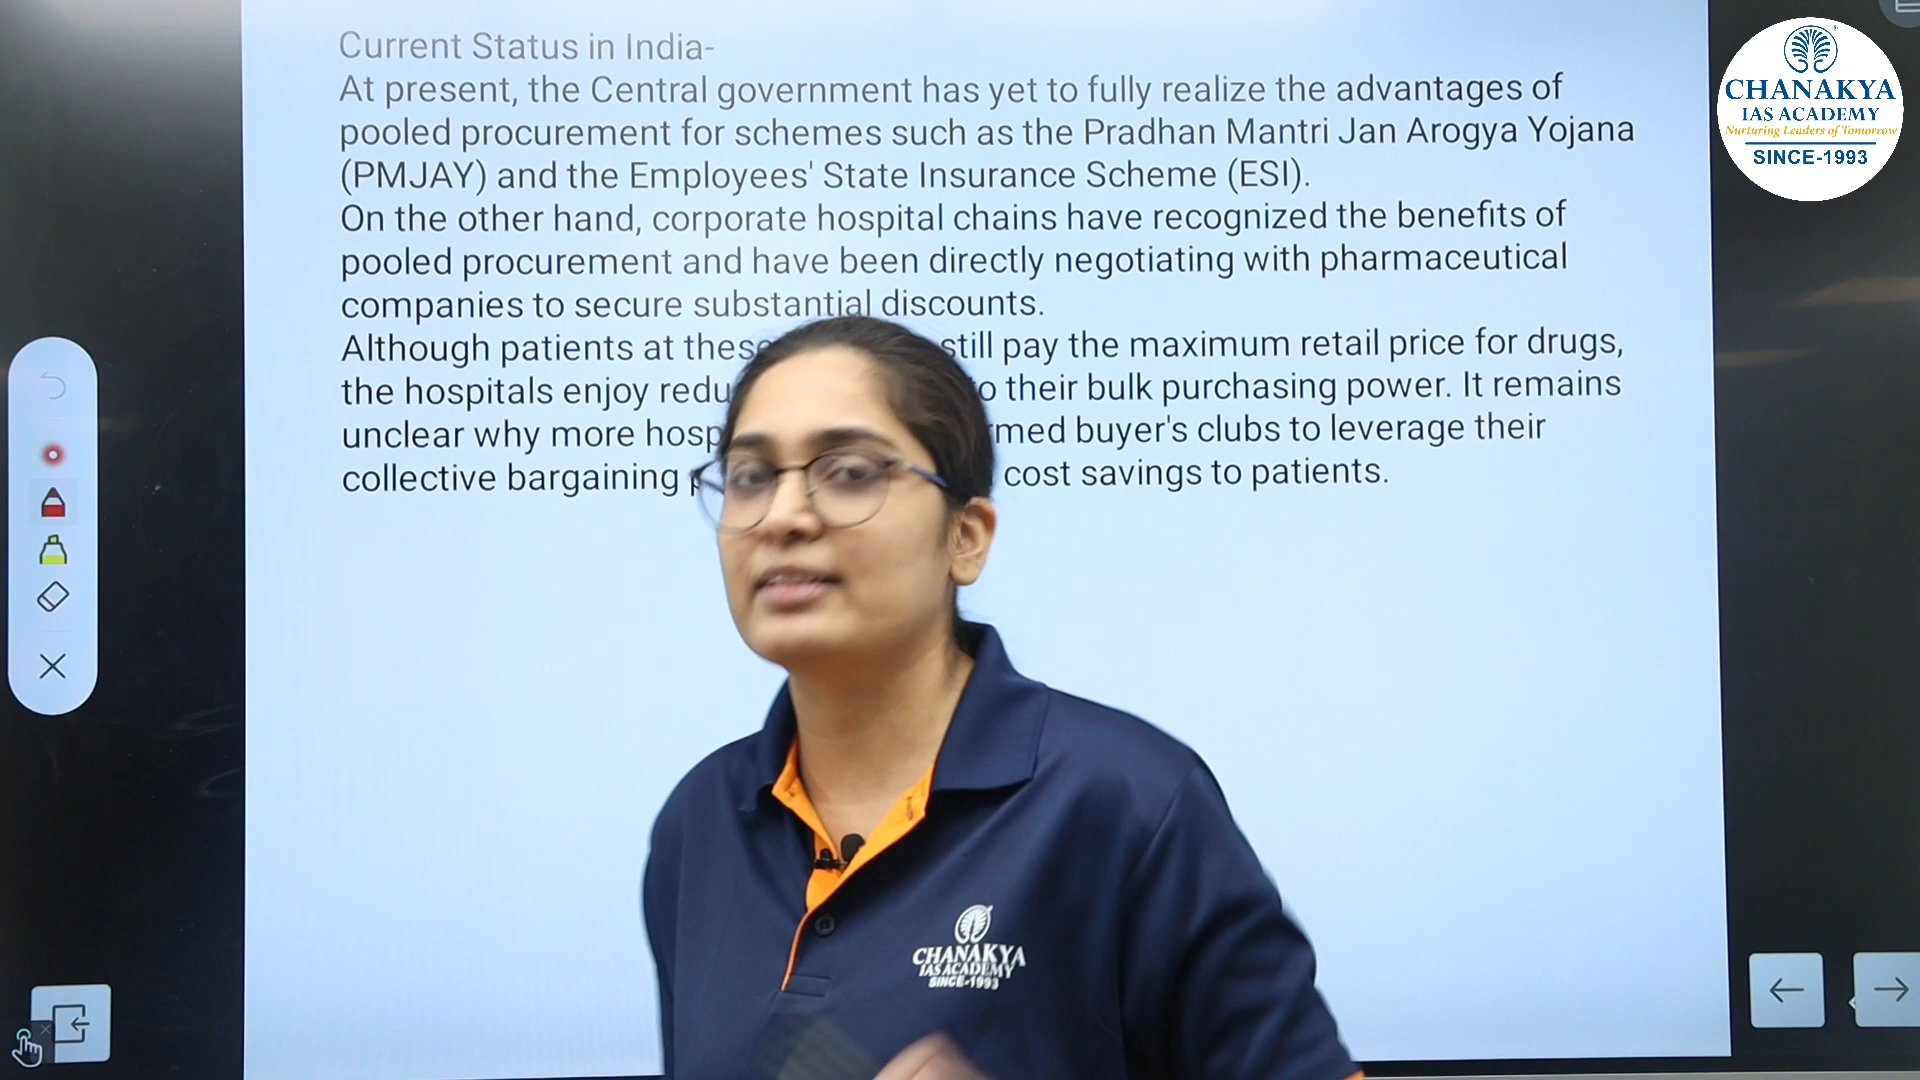 Current Status in India-
At present, the Central government has yet to fully realize the advantages of
pooled procurement for schemes such as the Pradhan Mantri Jan Arogya Yojana
(PMJAY) and the Employees' State Insurance Scheme (ESI).
On the other hand, corporate hospital chains have recognized the benefits of
pooled procurement and have been directly negotiating with pharmaceutical
companies to secure substantial discounts.
Although patients at still pay the maximum retail price for drugs,
the hospitals enjoy their bulk purchasing power. It remains
unclear why more buyer's clubs to leverage their
collective bargaining cost savings to patients.
CHANAKYA
IAS ACADEMY
Nurturing Leaders of Tomorrow
SINCE-1993
CHANAKYA
IAS ACADEMY
SINCE-1993